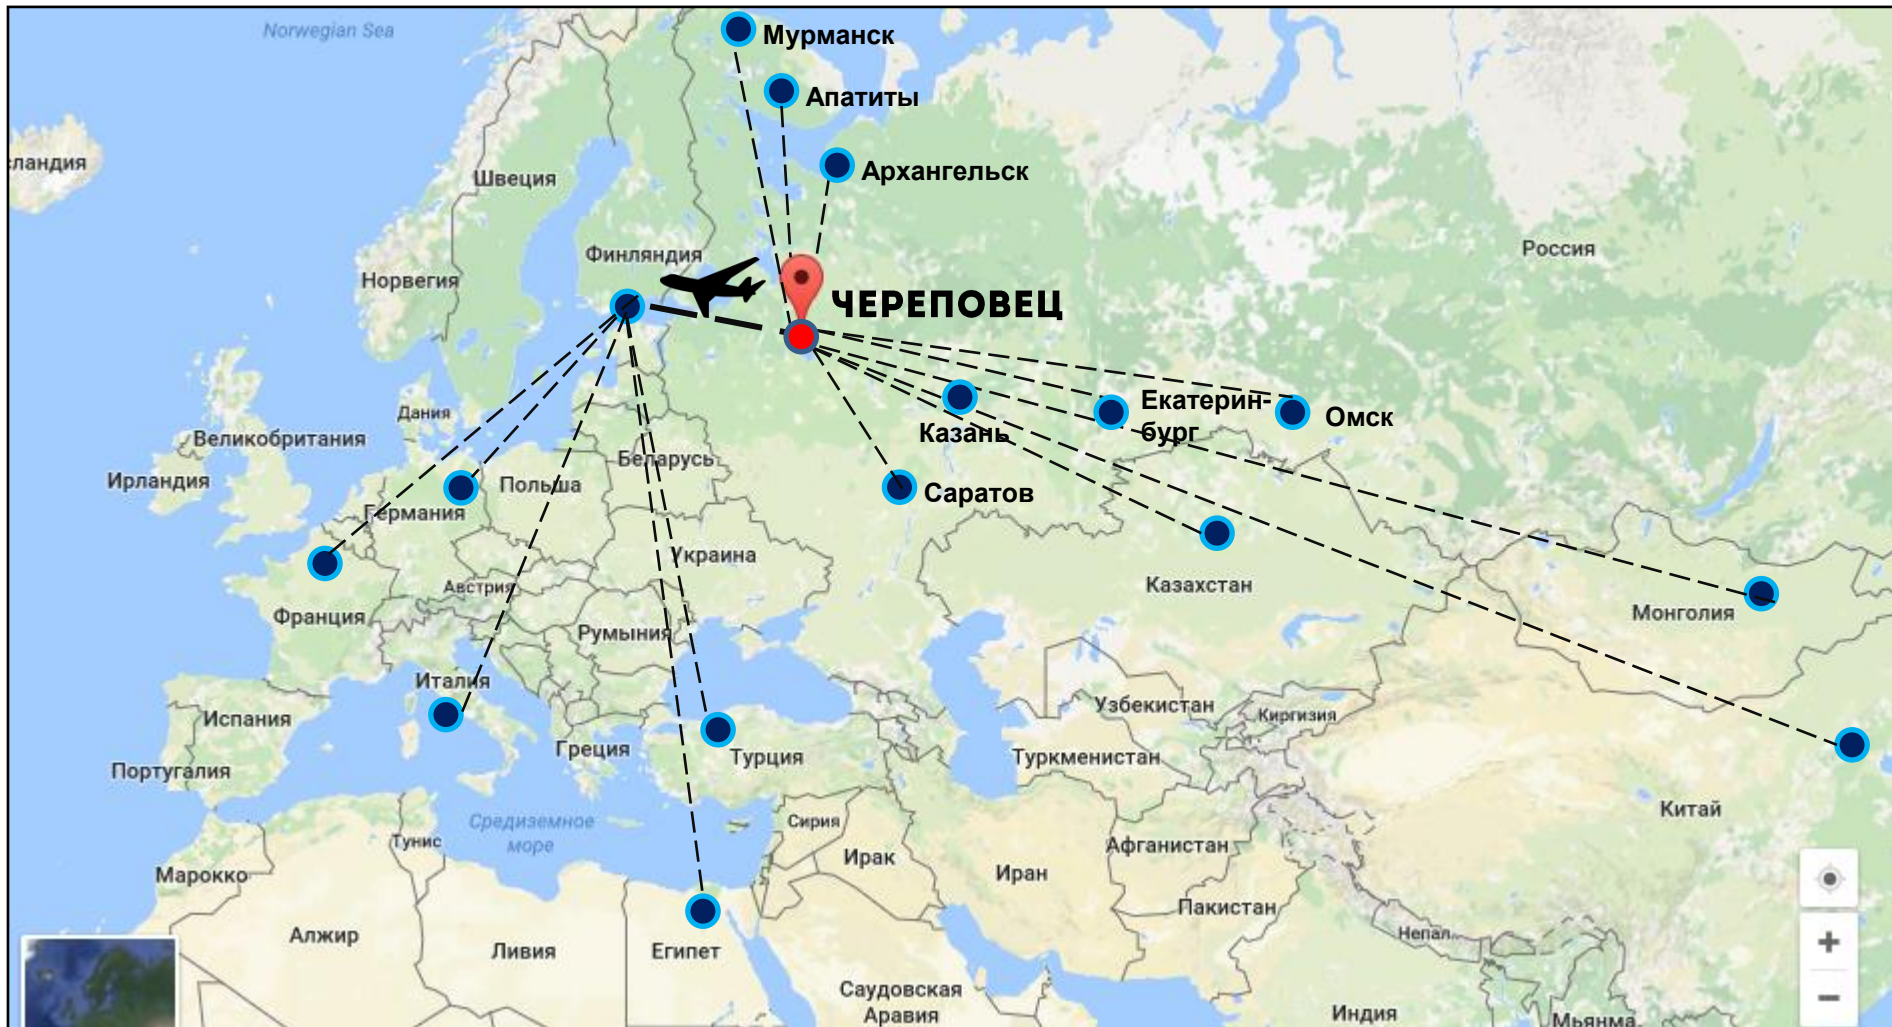 Norwegian Sea
Мурманск
Апатиты
сландия
Архангельск
Швеция
Россия
Финляндия
Норвегия
ЧЕРЕПОВЕЦ
Дания
Екатерин-
бург
Омск
Великобритания
Казань
Беларусь
Ирландия
Польша
Саратов
Германия
Украина
Австрия
Казахстан
Франция
Монголия
Румыния
Италия
Узбекистан
Испания
Киргизия
Греция
Турция
Туркменистан
Португалия
Китай
Средиземное
море
Сирия
Тунис
Афганистан
Ирак
Иран
Марокко
Пакистан
Алжир
Ливия
Египет
Непал
Саудовская
Аравия
Индия
Мьянма